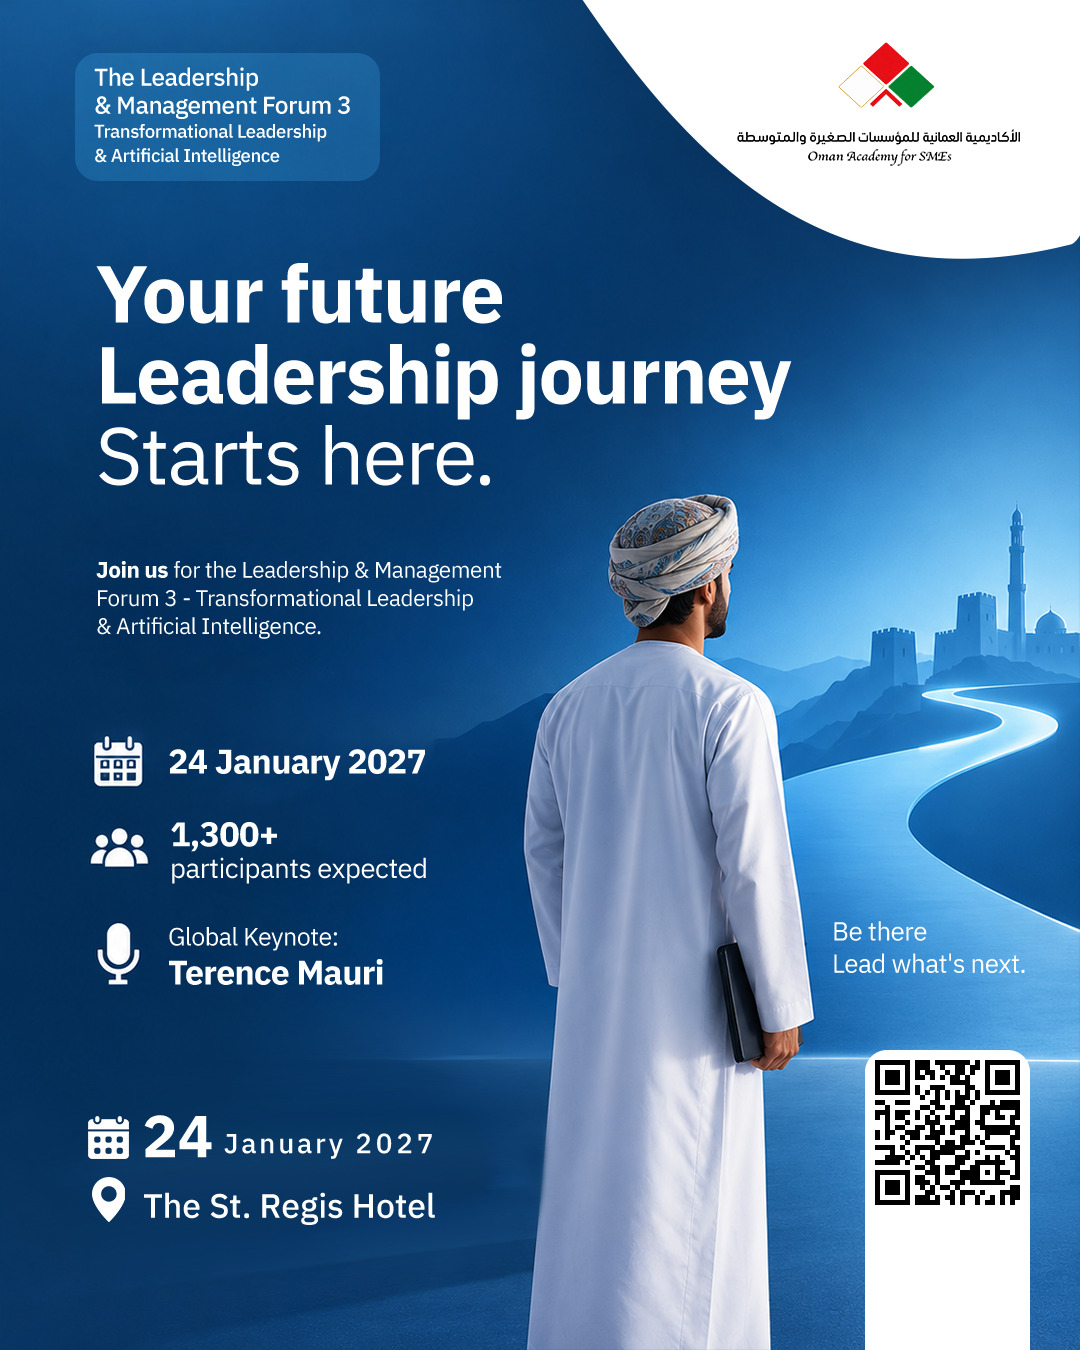 The Leadership
& Management Forum 3
Transformational Leadership
& Artificial Intelligence
الأكاديمية العمانية للمؤسسات الصغيرة والمتوسطة
Oman Academy for SMEs
Your future
Leadership journey
Starts here.
Join us for the Leadership & Management
Forum 3 - Transformational Leadership
& Artificial Intelligence.
24 January 2027
1,300+
participants expected
Global Keynote:
Terence Mauri
Be there
Lead what's next.
24 January 2027
The St. Regis Hotel